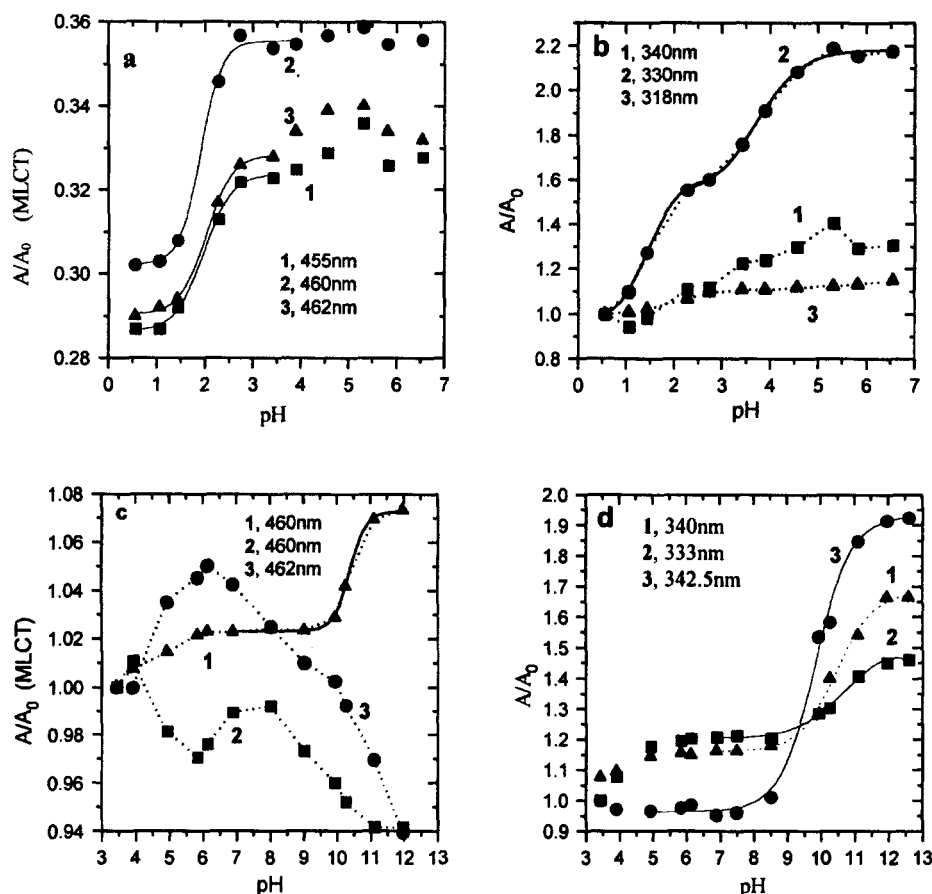 a
A/A0 (MLCT)
0.36
0.34
0.32
0.30
0.28
2
3
1
1, 455nm
2, 460nm
3, 462nm
0 1 2 3 4 5 6 7
pH
b
1, 340nm
2, 330nm
3, 318nm
A/A0
2.2
2.0
1.8
1.6
1.4
1.2
1.0
0.8
2
1
3
0 1 2 3 4 5 6 7
pH
c
1, 460nm
2, 460nm
3, 462nm
A/A0 (MLCT)
1.08
1.06
1.04
1.02
1.00
0.98
0.96
0.94
1
2
3
3 4 5 6 7 8 9 10 11 12 13
pH
d
1, 340nm
2, 333nm
3, 342.5nm
A/A0
2.0
1.9
1.8
1.7
1.6
1.5
1.4
1.3
1.2
1.1
1.0
0.9
3
1
2
3 4 5 6 7 8 9 10 11 12 13
pH